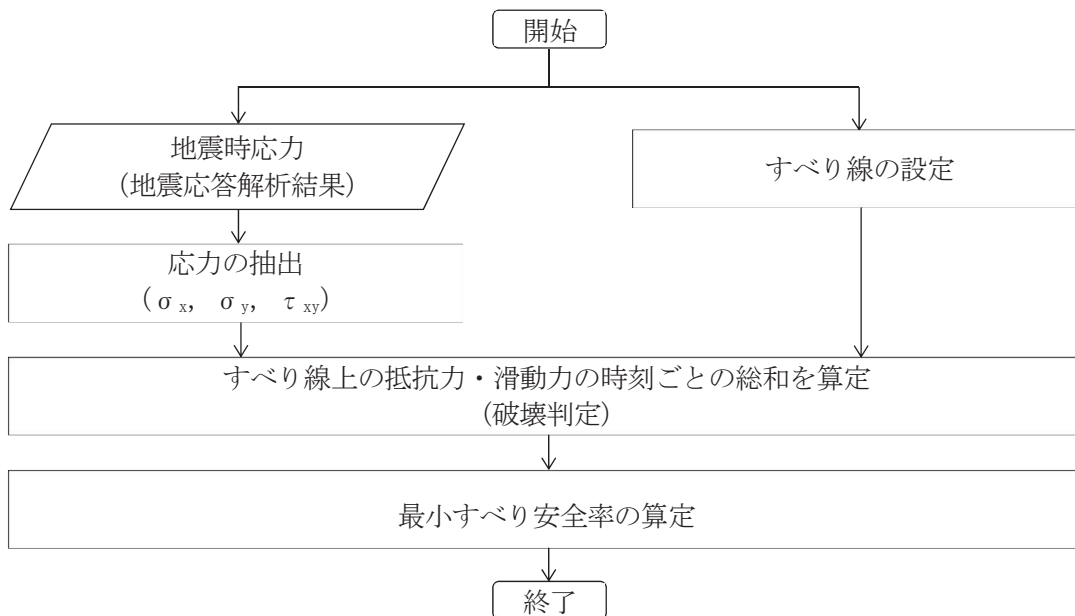 開始
地震時応力
(地震応答解析結果)
すべり線の設定
応力の抽出
(σx, σy, τxy)
すべり線上の抵抗力・滑動力の時刻ごとの総和を算定
(破壊判定)
最小すべり安全率の算定
終了